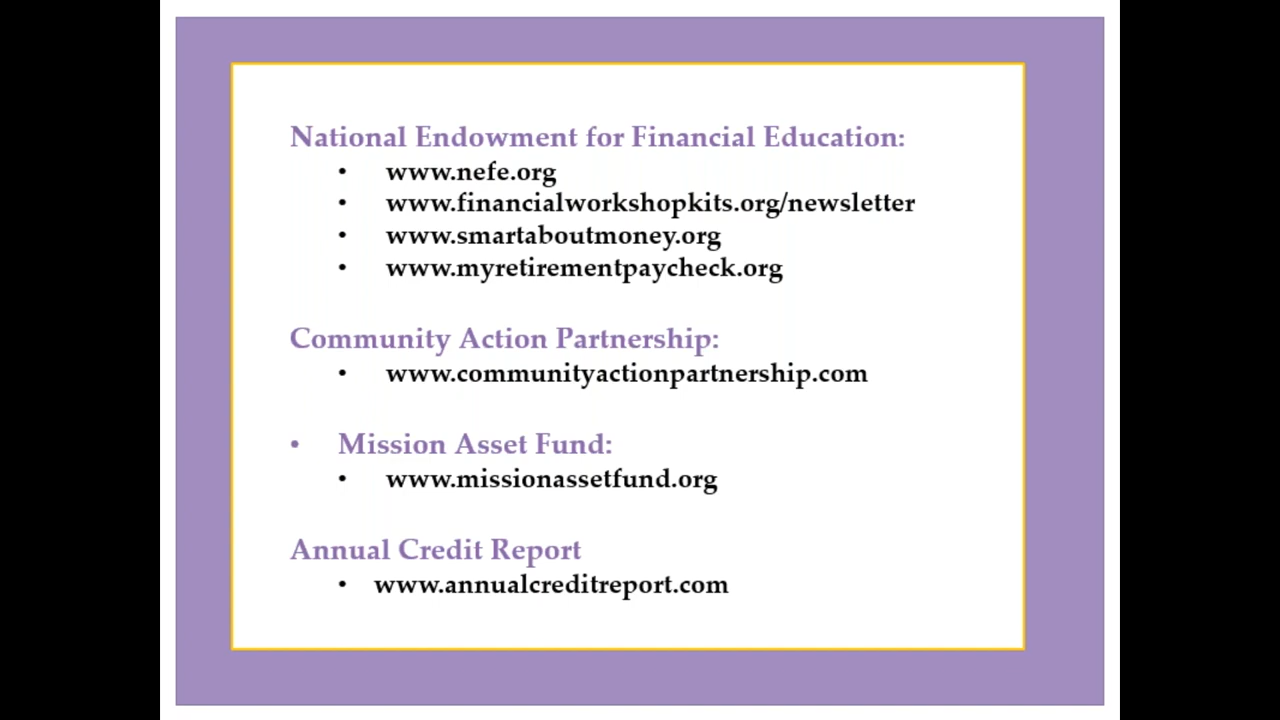 National Endowment for Financial Education:
• www.nefe.org
• www.financialworkshopkits.org/newsletter
• www.smartaboutmoney.org
• www.myretirementpaycheck.org
Community Action Partnership:
• www.communityactionpartnership.com
• Mission Asset Fund:
• www.missionassetfund.org
Annual Credit Report
• www.annualcreditreport.com